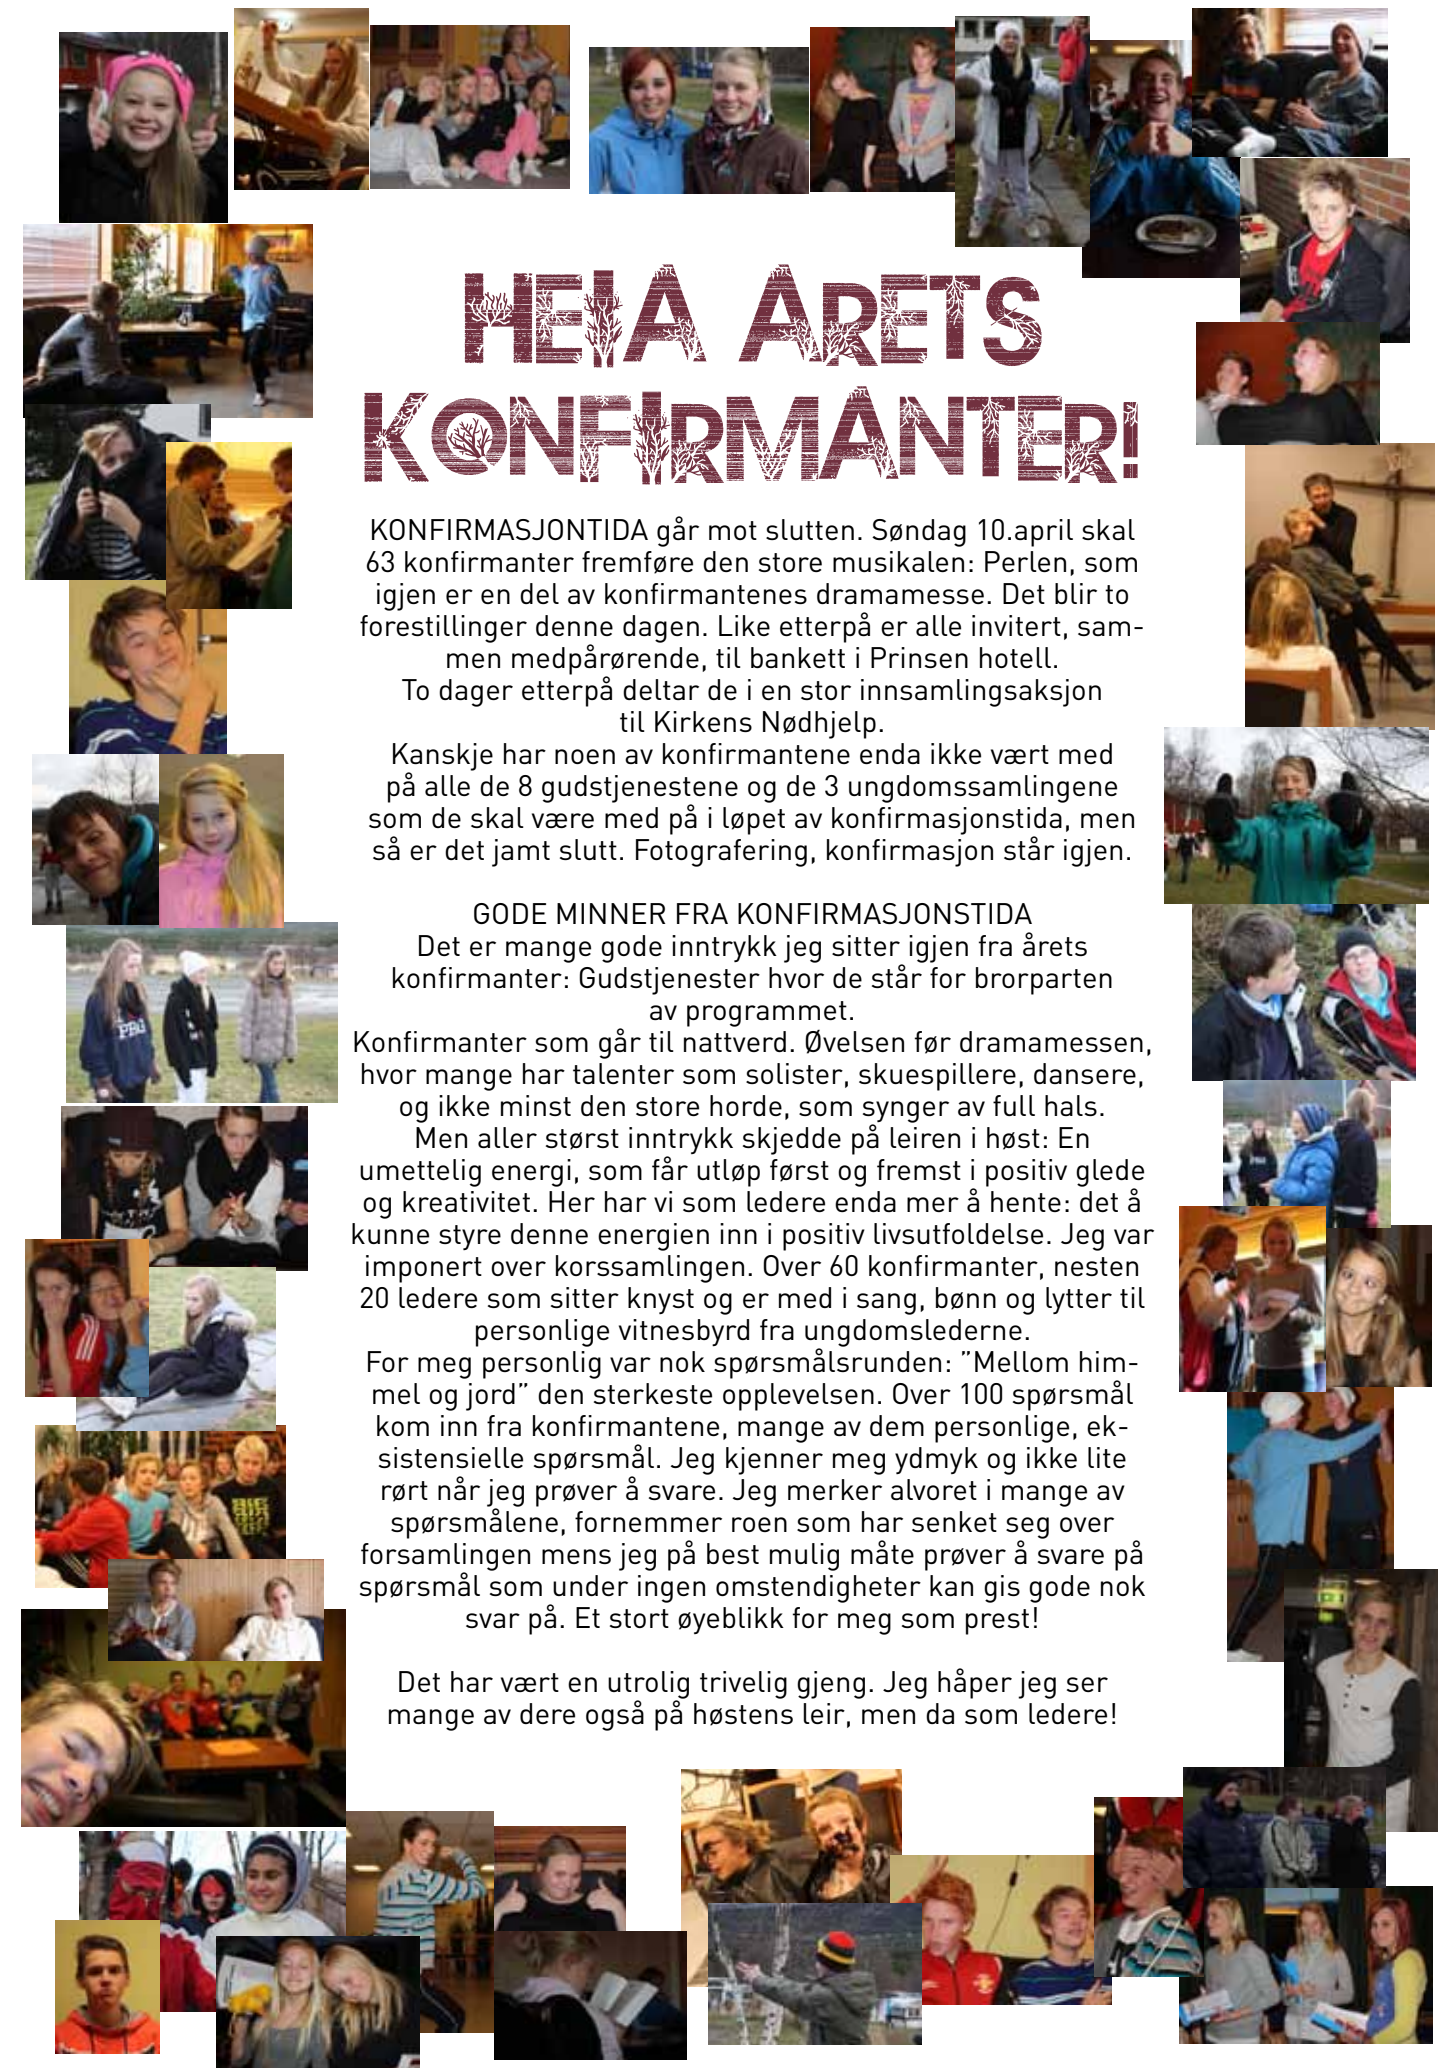 HEIA ARETS
KONFIRMANTER!
KONFIRMASJONTIDA går mot slutten. Søndag 10.april skal
63 konfirmanter fremføre den store musikalen: Perlen, som
igjen er en del av konfirmantenes dramamesse. Det blir to
forestillinger denne dagen. Like etterpå er alle invitert, sam-
men medpårørende, til bankett i Prinsen hotell.
To dager etterpå deltar de i en stor innsamlingsaksjon
til Kirkens Nødhjelp.
Kanskje har noen av konfirmantene enda ikke vært med
på alle de 8 gudstjenestene og de 3 ungdomssamlingene
som de skal være med på i løpet av konfirmasjonstida, men
så er det jamt slutt. Fotografering, konfirmasjon står igjen.
GODE MINNER FRA KONFIRMASJONSTIDA
Det er mange gode inntrykk jeg sitter igjen fra årets
konfirmanter: Gudstjenester hvor de står for brorparten
av programmet.
Konfirmanter som går til nattverd. Øvelsen før dramamessen,
hvor mange har talenter som solister, skuespillere, dansere,
og ikke minst den store horde, som synger av full hals.
Men aller størst inntrykk skjedde på leiren i høst: En
umettelig energi, som får utløp først og fremst i positiv glede
og kreativitet. Her har vi som ledere enda mer å hente: det å
kunne styre denne energien inn i positiv livsutfoldelse. Jeg var
imponert over korssamlingen. Over 60 konfirmanter, nesten
20 ledere som sitter knyst og er med i sang, bønn og lytter til
personlige vitnesbyrd fra ungdomslederne.
For meg personlig var nok spørsmålsrunden: ”Mellom him-
mel og jord” den sterkeste opplevelsen. Over 100 spørsmål
kom inn fra konfirmantene, mange av dem personlige, ek-
sistensielle spørsmål. Jeg kjenner meg ydmyk og ikke lite
rørt når jeg prøver å svare. Jeg merker alvoret i mange av
spørsmålene, fornemmer roen som har senket seg over
forsamlingen mens jeg på best mulig måte prøver å svare på
spørsmål som under ingen omstendigheter kan gis gode nok
svar på. Et stort øyeblikk for meg som prest!
Det har vært en utrolig trivelig gjeng. Jeg håper jeg ser
mange av dere også på høstens leir, men da som ledere!